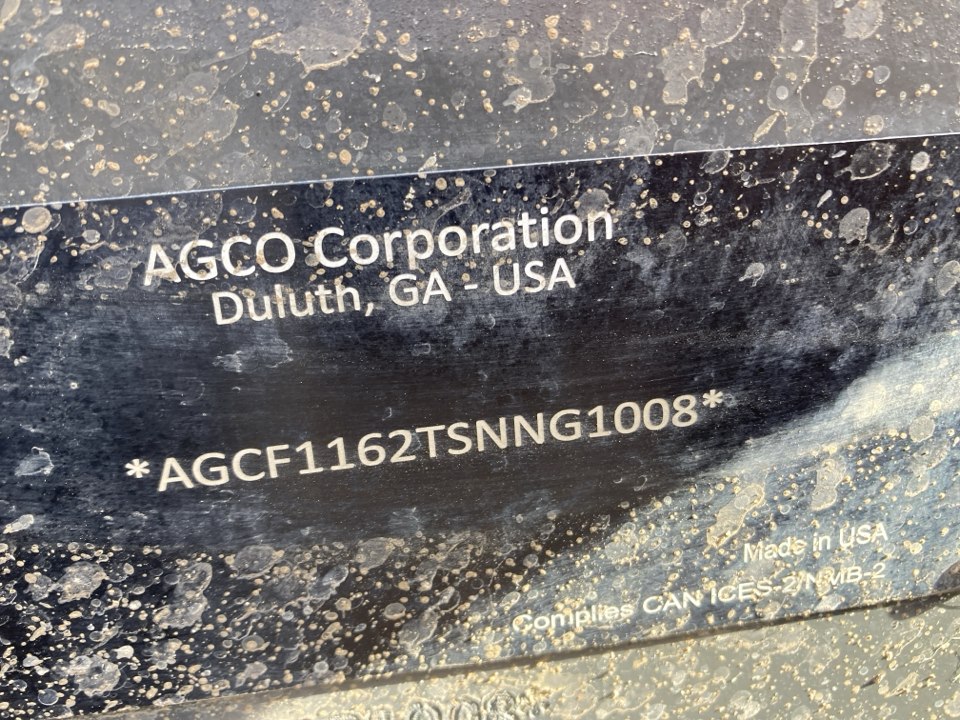 AGCO Corporation
Duluth, GA - USA
*AGCF1162TSNNG1008*
Made in USA
Complies CAN ICES-2/NMB-2